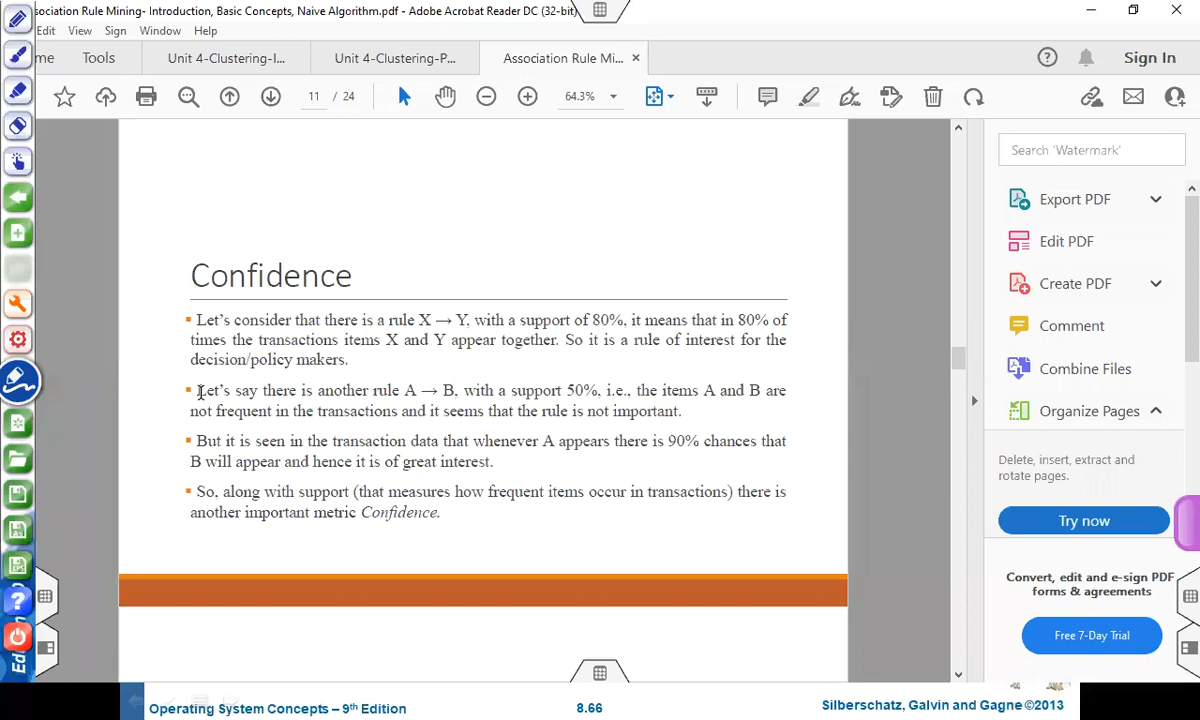 sociation Rule Mining- Introduction, Basic Concepts, Naive Algorithm.pdf - Adobe Acrobat Reader DC (32-bit)
Edit View Sign Window Help
me Tools Unit 4-Clustering-I... Unit 4-Clustering-P... Association Rule Mi... × Sign In
11 / 24 64.3%
Search 'Watermark'
Export PDF
Edit PDF
Create PDF
Comment
Combine Files
Organize Pages
Delete, insert, extract and
rotate pages.
Try now
Convert, edit and e-sign PDF
forms & agreements
Free 7-Day Trial
Confidence
▪ Let's consider that there is a rule X → Y, with a support of 80%, it means that in 80% of
times the transactions items X and Y appear together. So it is a rule of interest for the
decision/policy makers.
▪ Let's say there is another rule A → B, with a support 50%, i.e., the items A and B are
not frequent in the transactions and it seems that the rule is not important.
▪ But it is seen in the transaction data that whenever A appears there is 90% chances that
B will appear and hence it is of great interest.
▪ So, along with support (that measures how frequent items occur in transactions) there is
another important metric Confidence.
Operating System Concepts – 9th Edition 8.66 Silberschatz, Galvin and Gagne ©2013